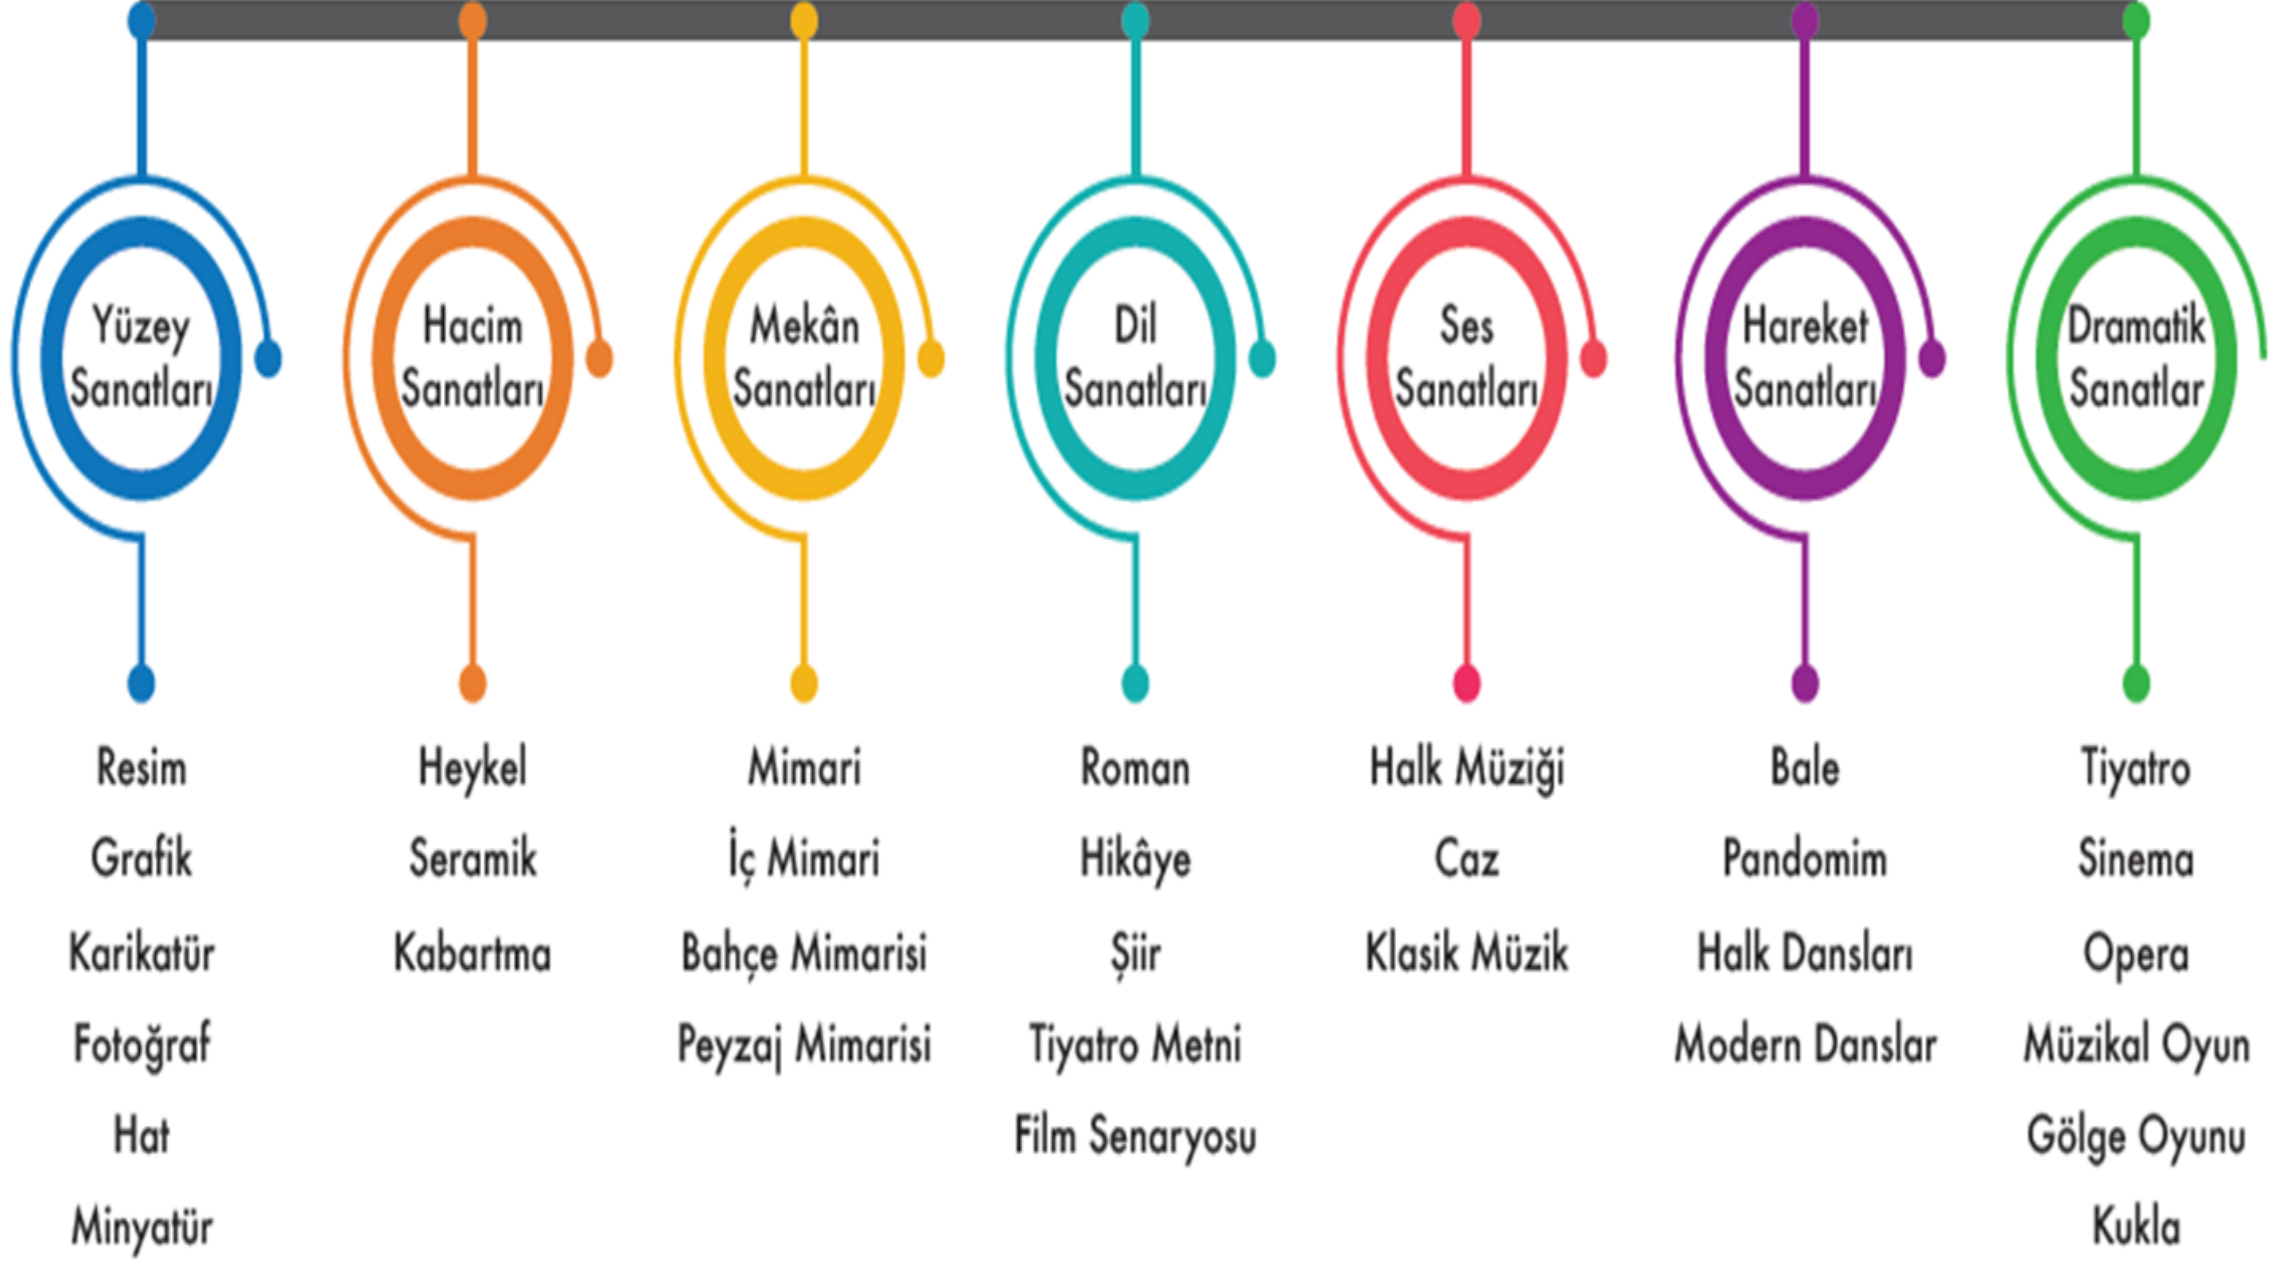 Yüzey
Sanatları
Resim
Grafik
Karikatür
Fotoğraf
Hat
Minyatür
Hacim
Sanatları
Heykel
Seramik
Kabartma
Mekân
Sanatları
Mimari
İç Mimari
Bahçe Mimarisi
Peyzaj Mimarisi
Dil
Sanatları
Roman
Hikâye
Şiir
Tiyatro Metni
Film Senaryosu
Ses
Sanatları
Halk Müziği
Caz
Klasik Müzik
Hareket
Sanatları
Bale
Pandomim
Halk Dansları
Modern Danslar
Dramatik
Sanatlar
Tiyatro
Sinema
Opera
Müzikal Oyun
Gölge Oyunu
Kukla